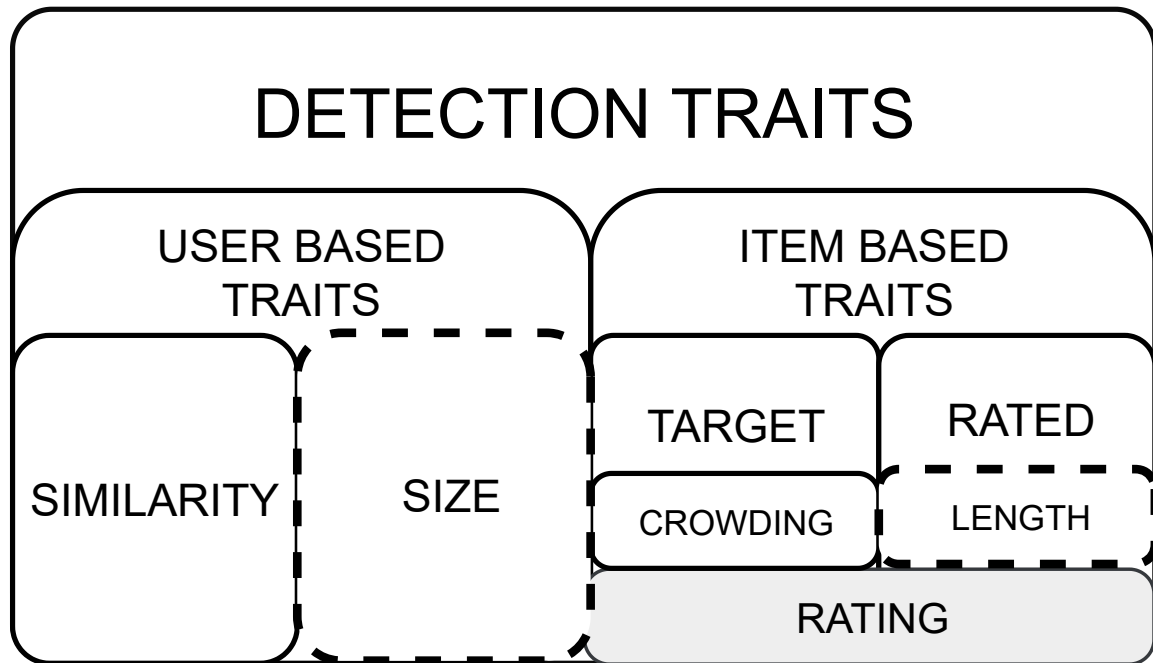 DETECTION TRAITS
USER BASED
TRAITS
ITEM BASED
TRAITS
SIMILARITY
SIZE
TARGET
RATED
CROWDING
LENGTH
RATING